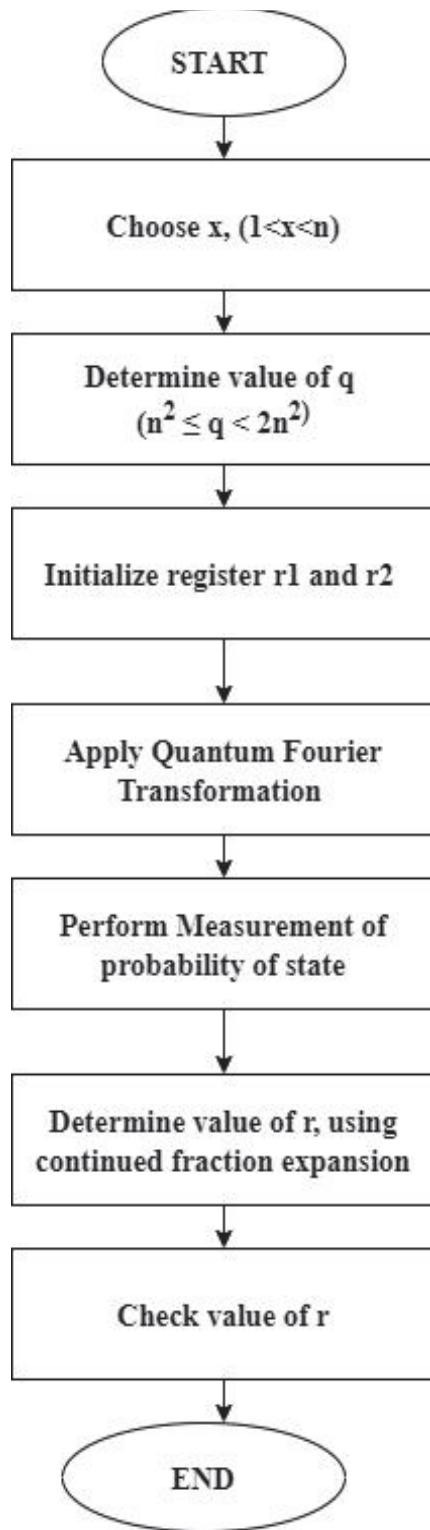 START
Choose x, (1<x<n)
Determine value of q
(n² ≤ q < 2n²)
Initialize register r1 and r2
Apply Quantum Fourier
Transformation
Perform Measurement of
probability of state
Determine value of r, using
continued fraction expansion
Check value of r
END